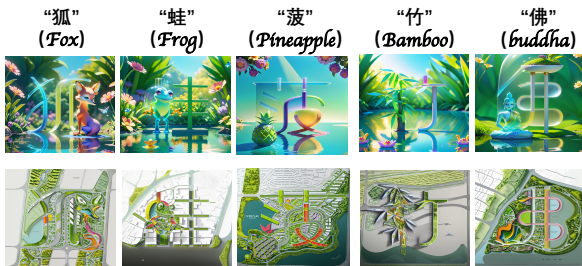 “狐” “蛙” “菠” “竹” “佛”
(Fox) (Frog) (Pineapple) (Bamboo) (buddha)